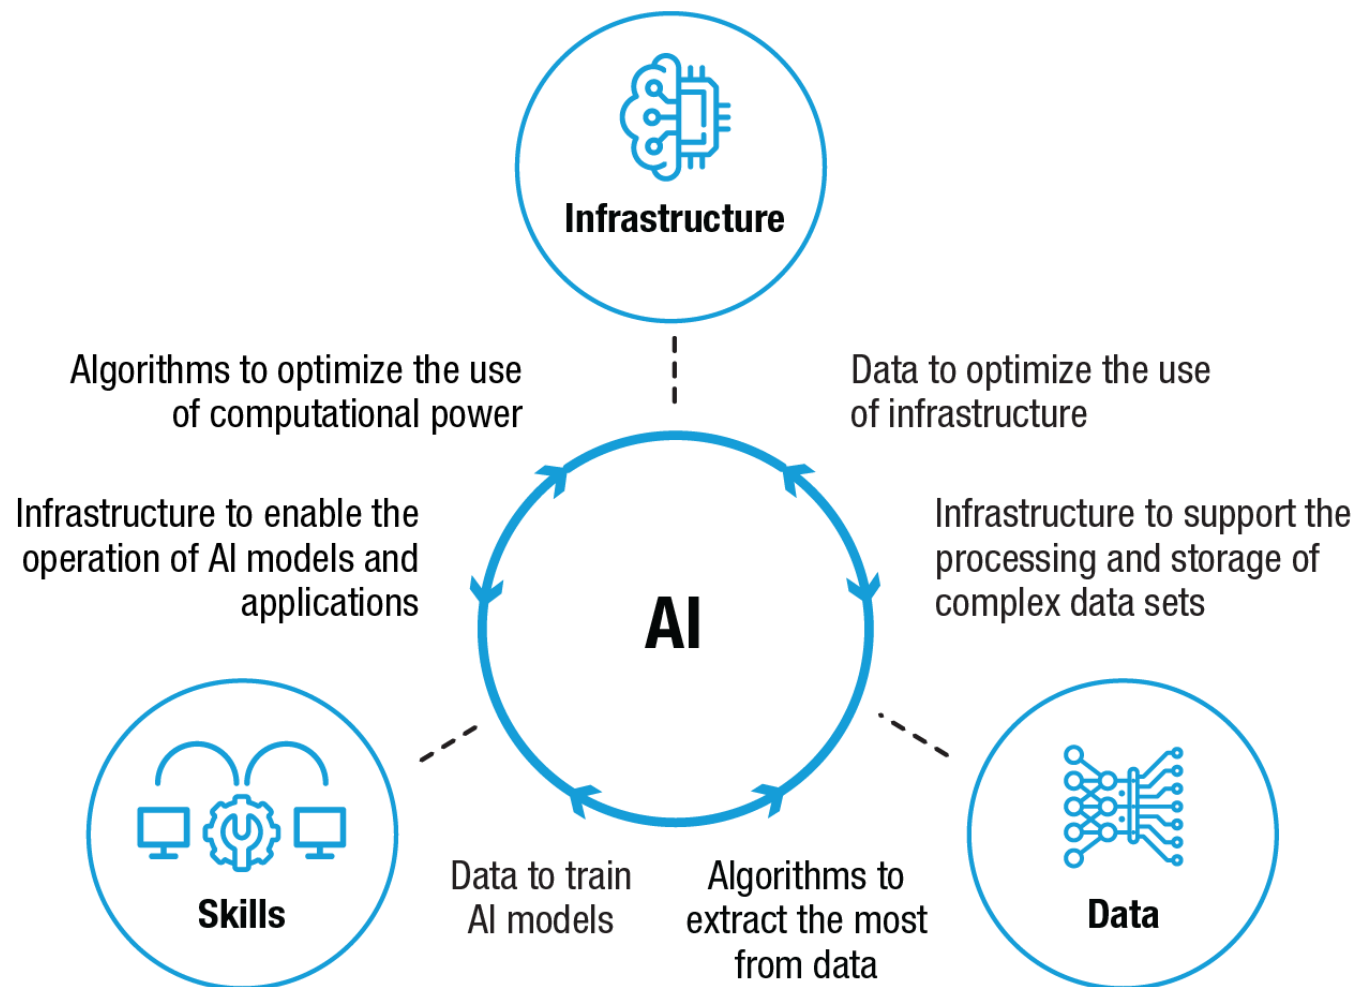 Infrastructure
Algorithms to optimize the use
of computational power
Data to optimize the use
of infrastructure
Infrastructure to enable the
operation of AI models and
applications
Infrastructure to support the
processing and storage of
complex data sets
AI
Skills
Data to train
AI models
Algorithms to
extract the most
from data
Data